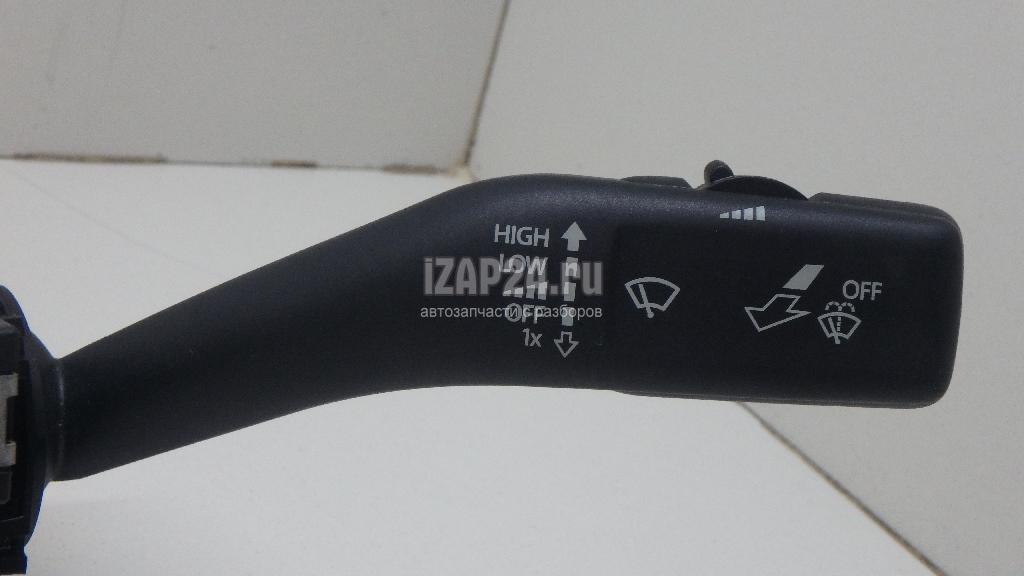 HIGH
LOW
OFF
1x
OFF
iZAP24.ru
автозапчасти с разборов